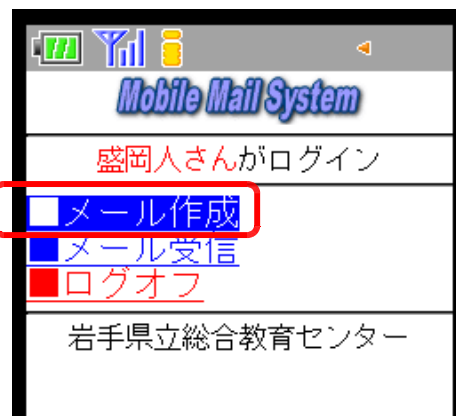 Mobile Mail System
盛岡人さんがログイン
■メール作成
■メール受信
■ログオフ
岩手県立総合教育センター